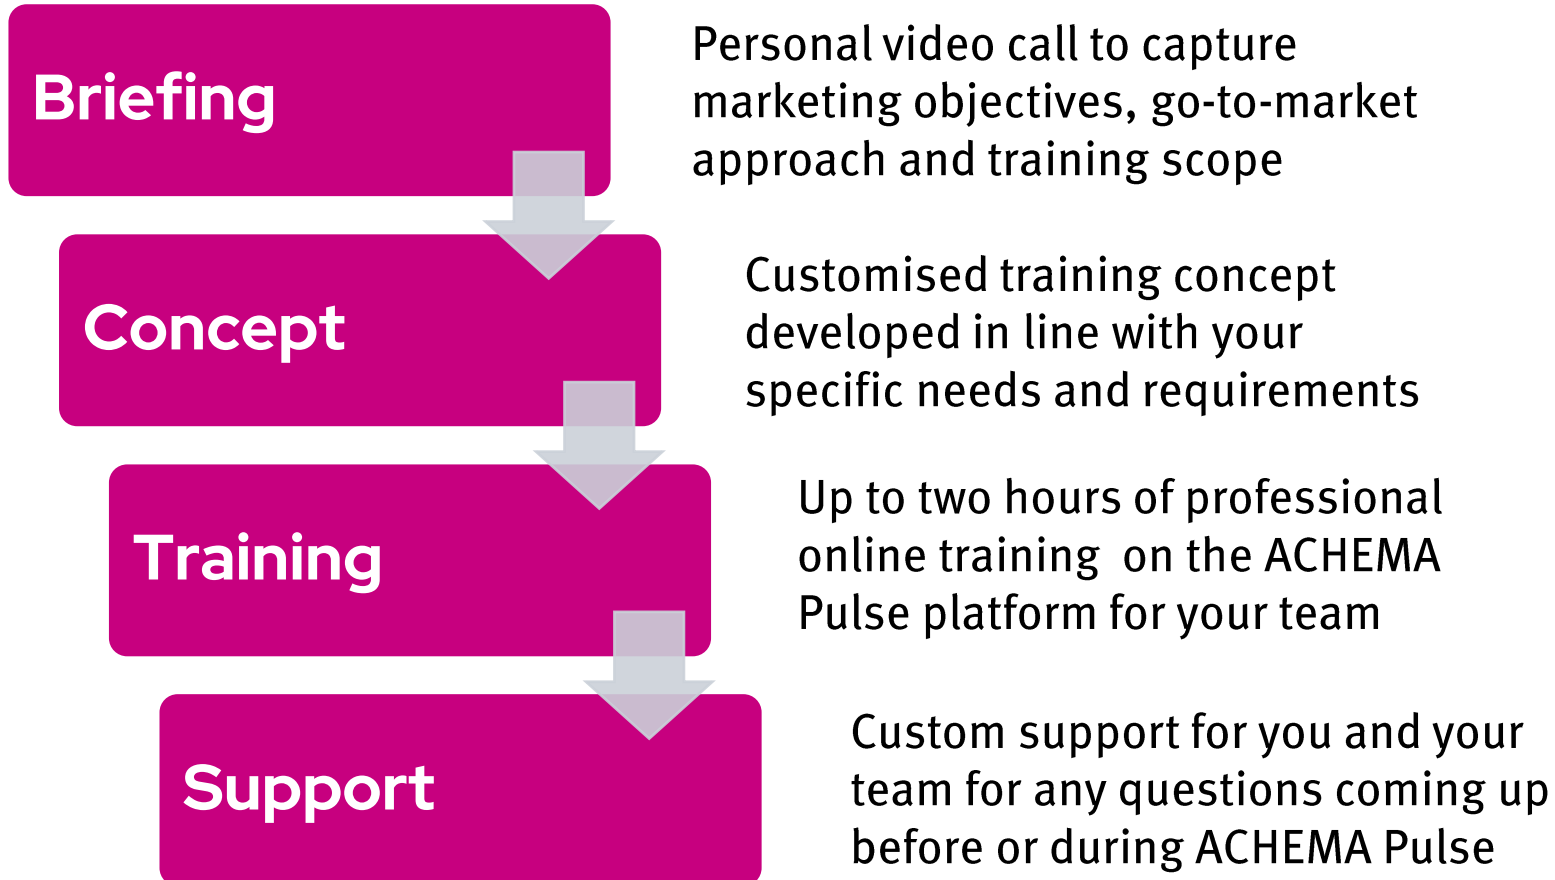 Briefing
Personal video call to capture
marketing objectives, go-to-market
approach and training scope
Concept
Customised training concept
developed in line with your
specific needs and requirements
Training
Up to two hours of professional
online training  on the ACHEMA
Pulse platform for your team
Support
Custom support for you and your
team for any questions coming up
before or during ACHEMA Pulse